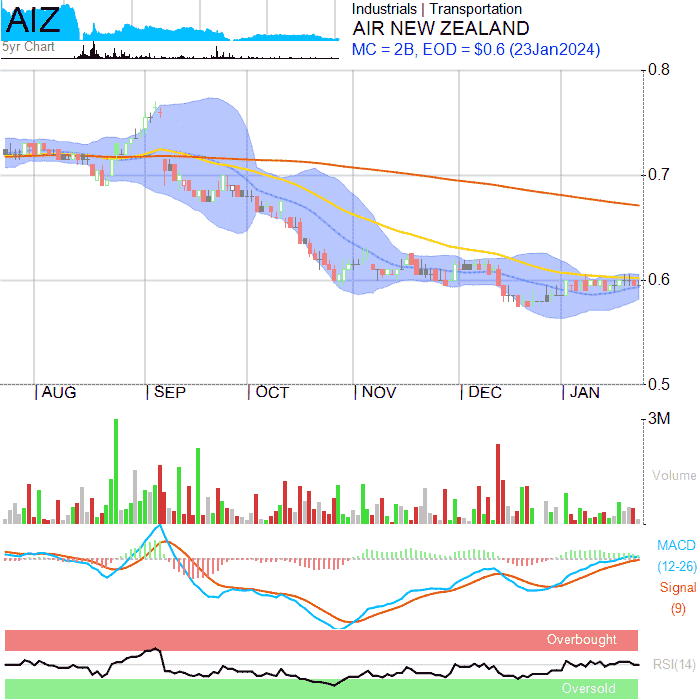 AIZ
5yr Chart
Industrials | Transportation
AIR NEW ZEALAND
MC = 2B, EOD = $0.6 (23Jan2024)
0.8
0.7
0.6
0.5
AUG SEP OCT NOV DEC JAN
3M
Volume
MACD
(12-26)
Signal
(9)
Overbought
RSI(14)
Oversold